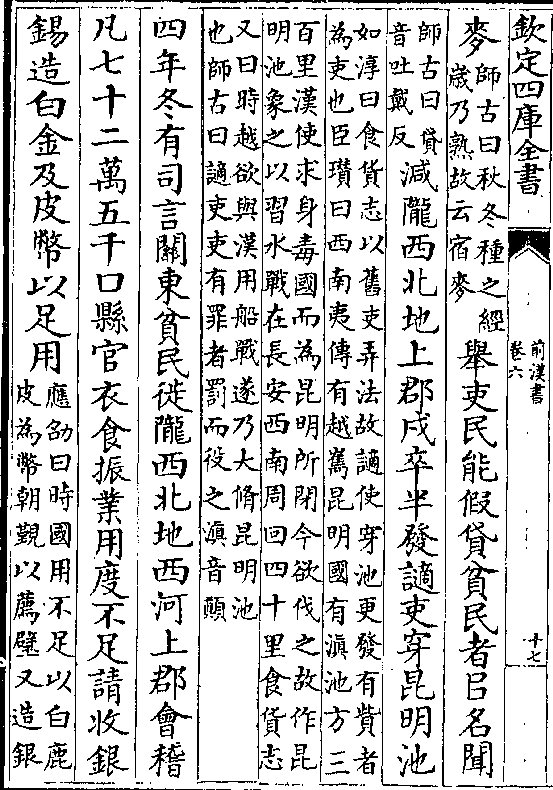 欽定四庫全書
前漢書
卷六
十七
麥師古曰秋冬種之經
歲乃熟故云宿麥舉吏民能假貸貧民者㠯名聞
師古曰貸
音吐戴反減隴西北地上郡戍卒半發謫吏穿昆明池
如淳曰食貨志以舊吏弄法故謫使穿池更發有貲者
為吏也臣瓚曰西南夷傳有越嶲昆明國有滇池方三
百里漢使求身毒國而為昆明所閉今欲伐之故作昆
明池象之以習水戰在長安西南周回四十里食貨志
又曰時越欲與漢用船戰遂乃大脩昆明池
也師古曰謫吏吏有罪者罰而役之滇音顛
四年冬有司言關東貧民徙隴西北地西河上郡會稽
凡七十二萬五千口縣官衣食振業用度不足請收銀
錫造白金及皮幣以足用應劭曰時國用不足以白鹿
皮為幣朝覲以薦璧又造銀